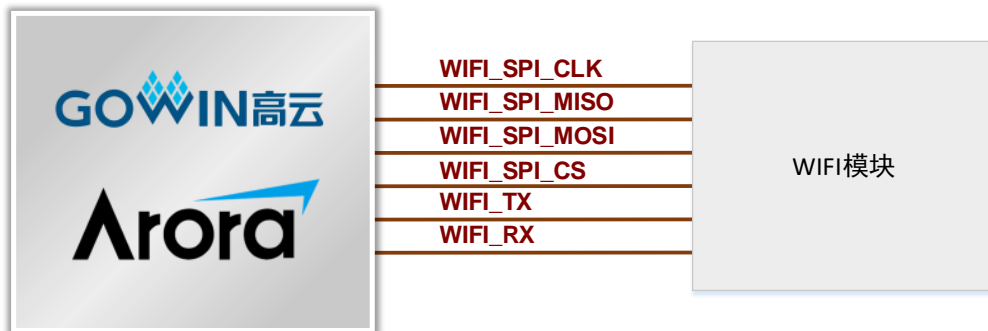 GOWIN高云
Arora
WIFI_SPI_CLK
WIFI_SPI_MISO
WIFI_SPI_MOSI
WIFI_SPI_CS
WIFI_TX
WIFI_RX
WIFI模块